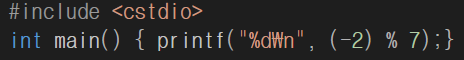 #include <cstdio>
int main() { printf("%d₩n", (-2) % 7);}